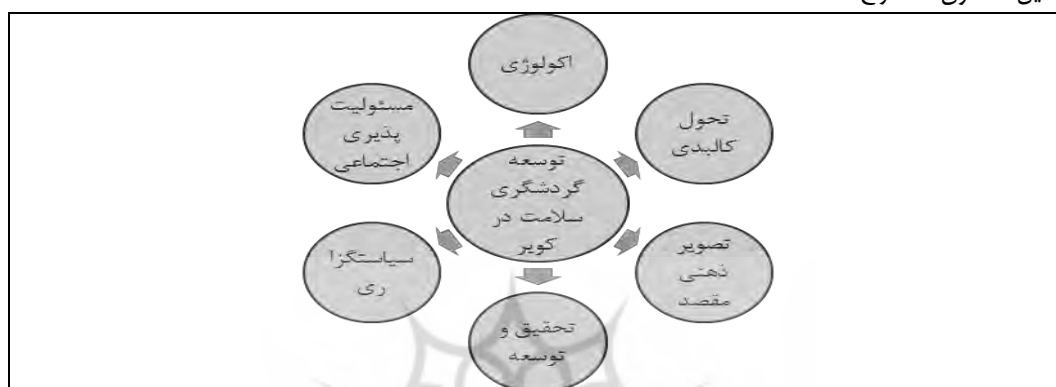 اکولوژی
تحول
کالبدی
تصویر
ذهنی
مقصد
تحقیق و
توسعه
سیاستگزا
ری
مسئولیت
پذیری
اجتماعی
توسعه
گردشگری
سلامت در
کویر